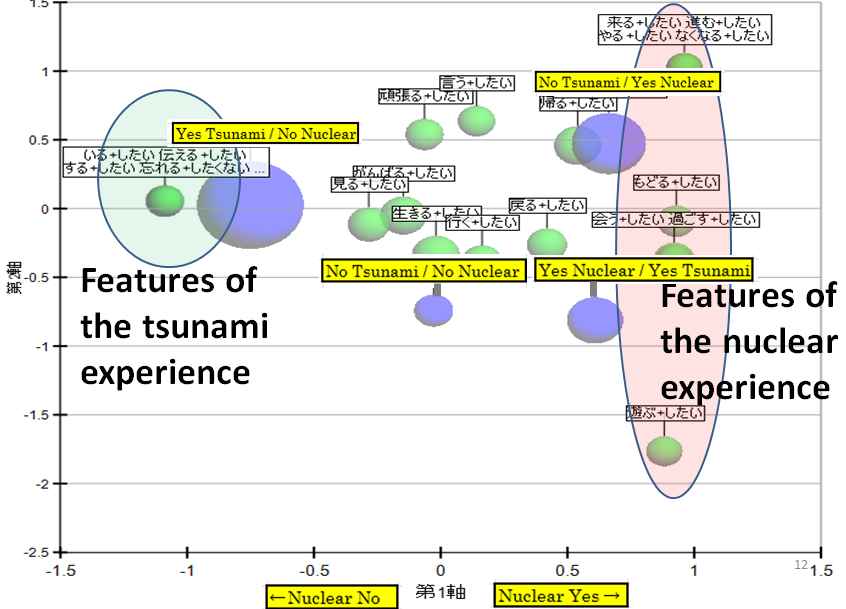 1.5
1
0.5
0
-0.5
-1
-1.5
-2
-2.5
来る+したい 進む+したい
やる+したい なくなる+したい
No Tsunami / Yes Nuclear
言う+したい
頑張る+したい
帰る+したい
Yes Tsunami / No Nuclear
いる+したい 伝える+したい
する+したい 忘れる+したくない ...
がんばる+したい
見る+したい
もどる+したい
生きる+したい
行く+したい
戻る+したい
会う+したい 過ごす+したい
No Tsunami / No Nuclear
Yes Nuclear / Yes Tsunami
Features of
the tsunami
experience
Features of
the nuclear
experience
遊ぶ+したい
12
-1.5
-1
-0.5
0
0.5
1
1.5
←Nuclear No
第1軸
Nuclear Yes→